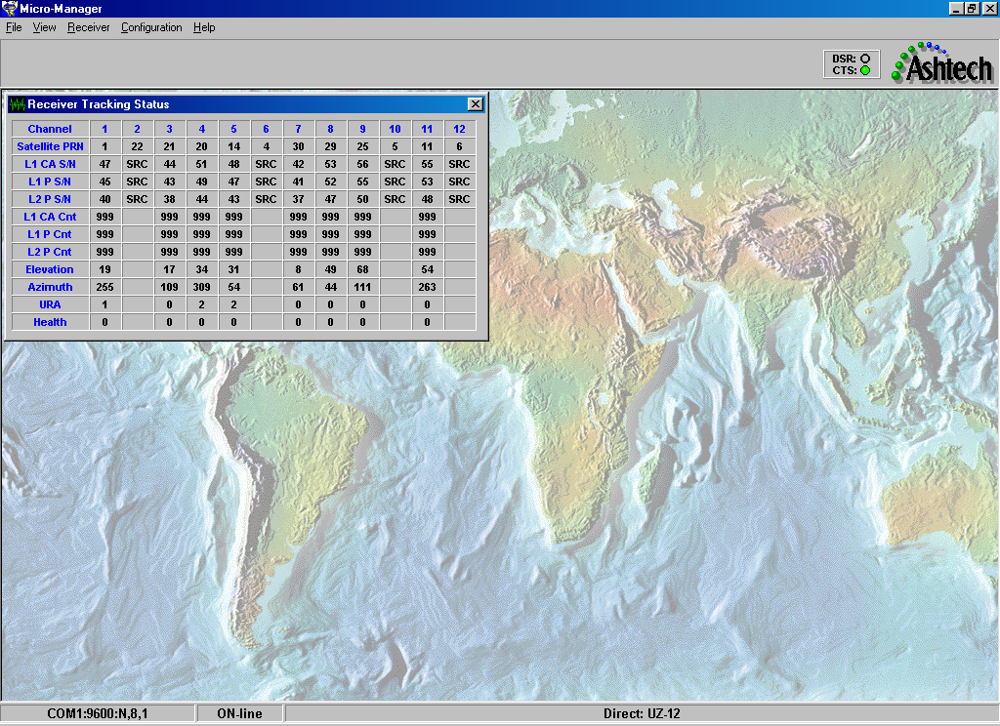 Micro-Manager
File View Receiver Configuration Help
DSR:
CTS:
Ashtech
Receiver Tracking Status
Channel 1 2 3 4 5 6 7 8 9 10 11 12
Satellite PRN 1 22 21 20 14 4 30 29 25 5 11 6
L1 CA S/N 47 SRC 44 51 48 SRC 42 53 56 SRC 55 SRC
L1 P S/N 45 SRC 43 49 47 SRC 41 52 55 SRC 53 SRC
L2 P S/N 40 SRC 38 44 43 SRC 37 47 50 SRC 48 SRC
L1 CA Cnt 999 999 999 999 999 999 999 999
L1 P Cnt 999 999 999 999 999 999 999 999
L2 P Cnt 999 999 999 999 999 999 999 999
Elevation 19 17 34 31 8 49 68 54
Azimuth 255 109 309 54 61 44 111 263
URA 1 0 2 2 0 0 0 0
Health 0 0 0 0 0 0 0 0
COM1:9600:N,8,1 ON-line Direct: UZ-12